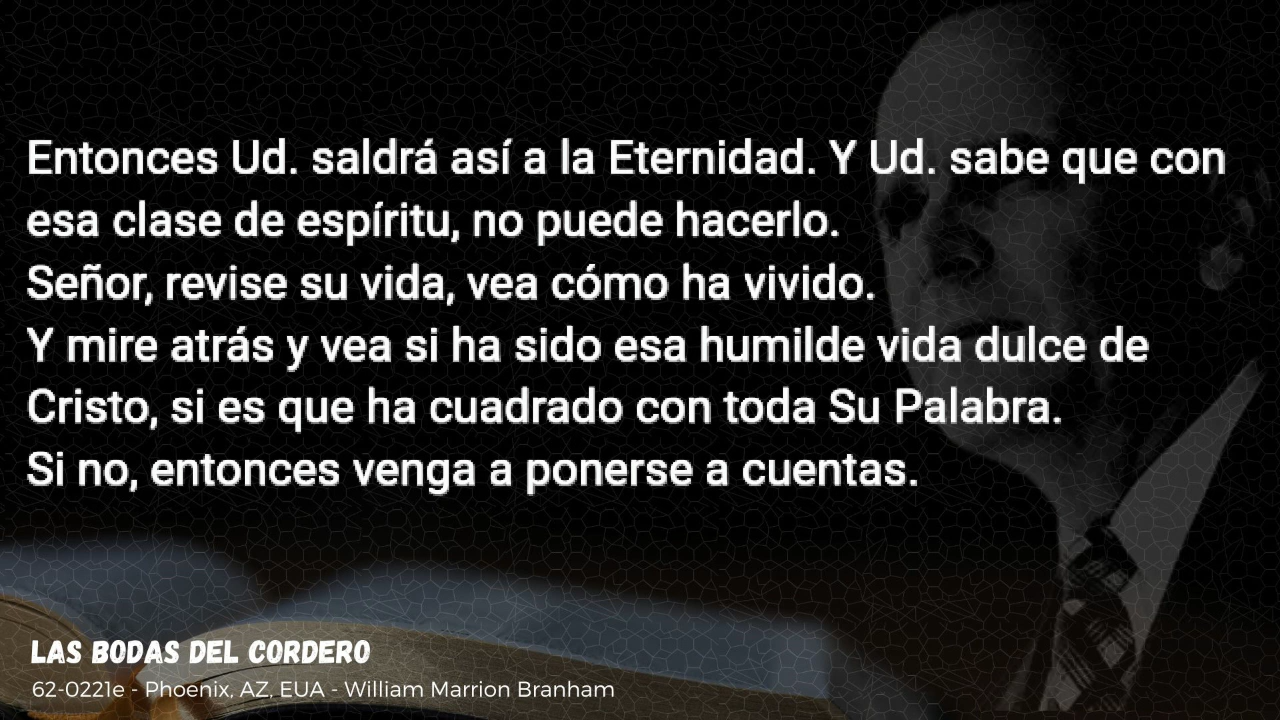 Entonces Ud. saldrá así a la Eternidad. Y Ud. sabe que con
esa clase de espíritu, no puede hacerlo.
Señor, revise su vida, vea cómo ha vivido.
Y mire atrás y vea si ha sido esa humilde vida dulce de
Cristo, si es que ha cuadrado con toda Su Palabra.
Si no, entonces venga a ponerse a cuentas.
LAS BODAS DEL CORDERO
62-0221e - Phoenix, AZ, EUA - William Marrion Branham